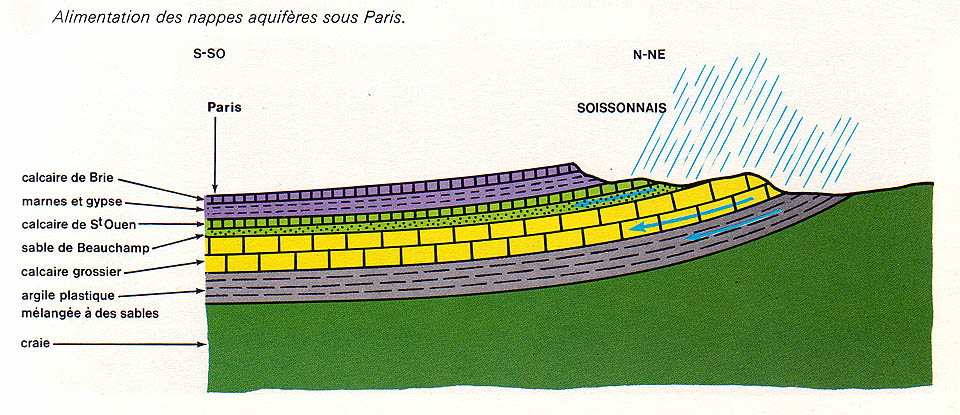 Alimentation des nappes aquifères sous Paris.
S-SO
N-NE
Paris
SOISSONNAIS
calcaire de Brie
marnes et gypse
calcaire de St Ouen
sable de Beauchamp
calcaire grossier
argile plastique
mélangée à des sables
craie